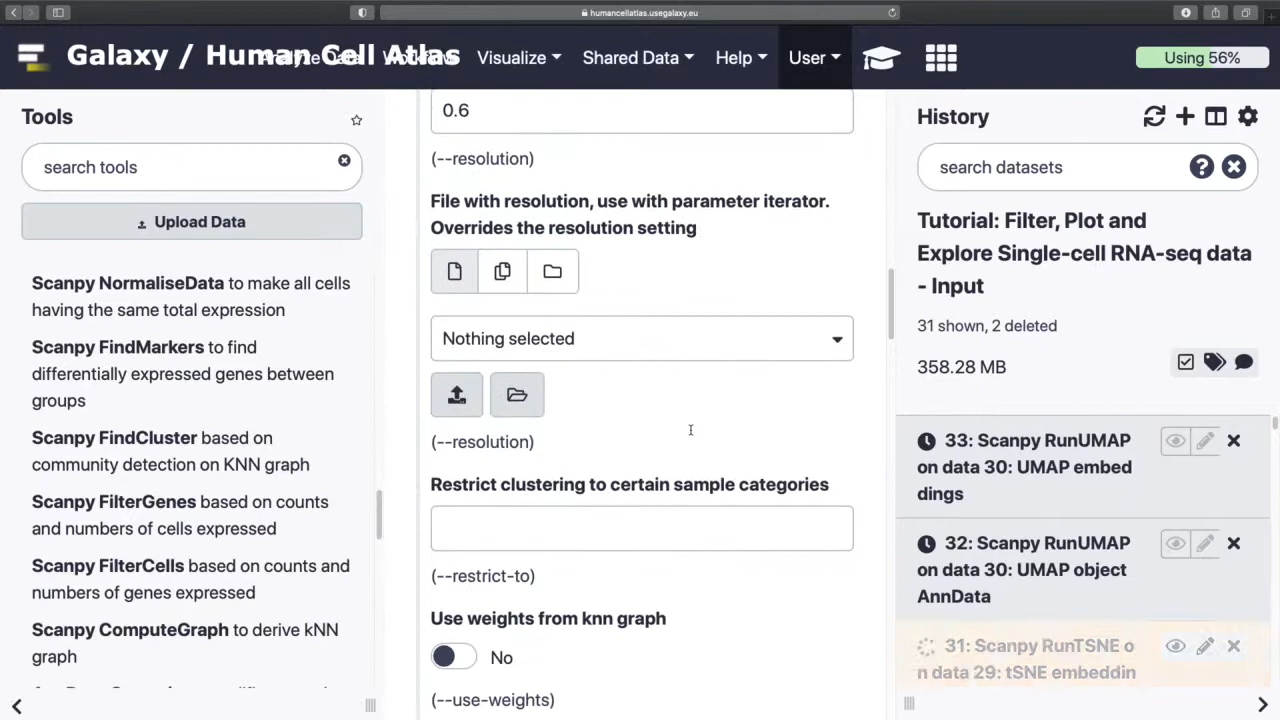 humancellatlas.usegalaxy.eu
Galaxy / Human Cell Atlas
Visualize
Shared Data
Help
User
Using 56%
Tools
search tools
Upload Data
Scanpy NormaliseData to make all cells
having the same total expression
Scanpy FindMarkers to find
differentially expressed genes between
groups
Scanpy FindCluster based on
community detection on KNN graph
Scanpy FilterGenes based on counts
and numbers of cells expressed
Scanpy FilterCells based on counts and
numbers of genes expressed
Scanpy ComputeGraph to derive kNN
graph
0.6
(--resolution)
File with resolution, use with parameter iterator.
Overrides the resolution setting
Nothing selected
(--resolution)
Restrict clustering to certain sample categories
(--restrict-to)
Use weights from knn graph
No
(--use-weights)
History
search datasets
Tutorial: Filter, Plot and
Explore Single-cell RNA-seq data
- Input
31 shown, 2 deleted
358.28 MB
33: Scanpy RunUMAP
on data 30: UMAP embed
dings
32: Scanpy RunUMAP
on data 30: UMAP object
AnnData
31: Scanpy RunTSNE o
n data 29: tSNE embeddin